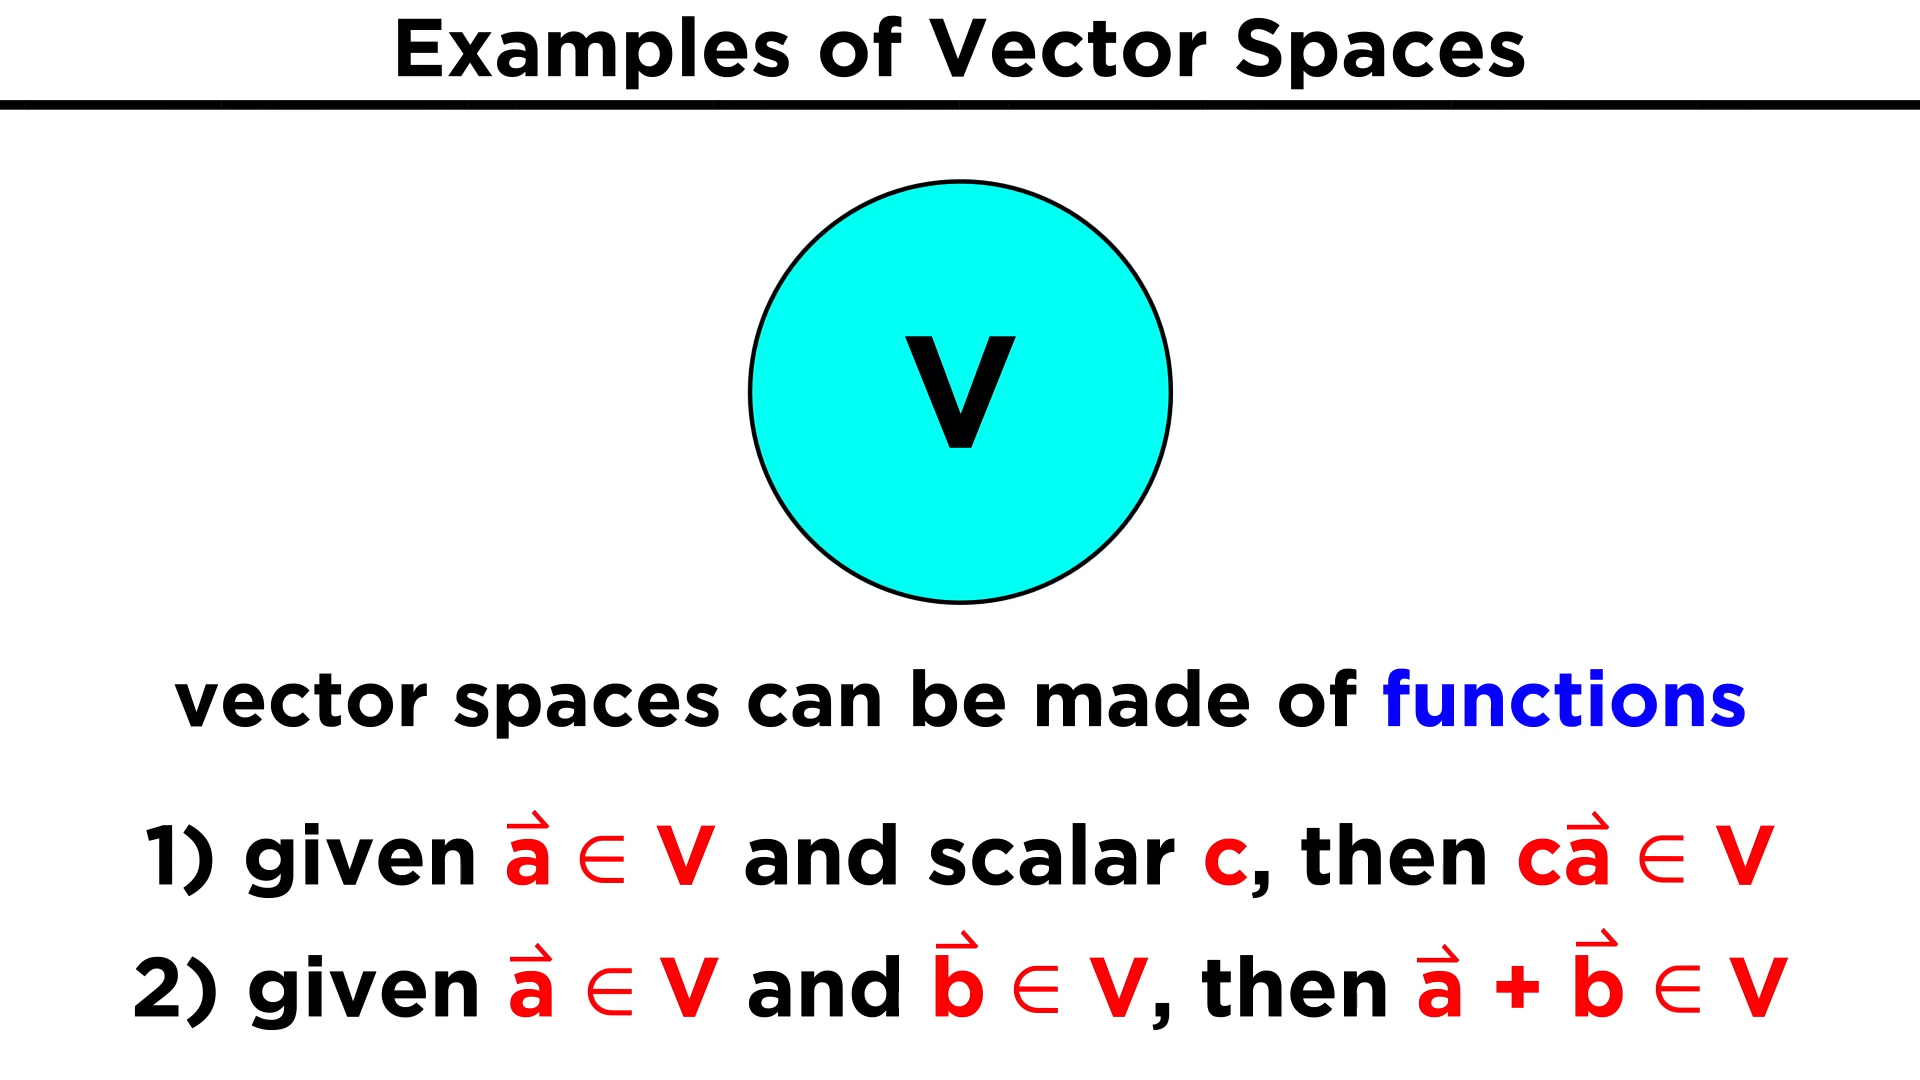 Examples of Vector Spaces
V
vector spaces can be made of functions
1) given a⃗ ∈ V and scalar c, then ca⃗ ∈ V
2) given a⃗ ∈ V and b⃗ ∈ V, then a⃗ + b⃗ ∈ V